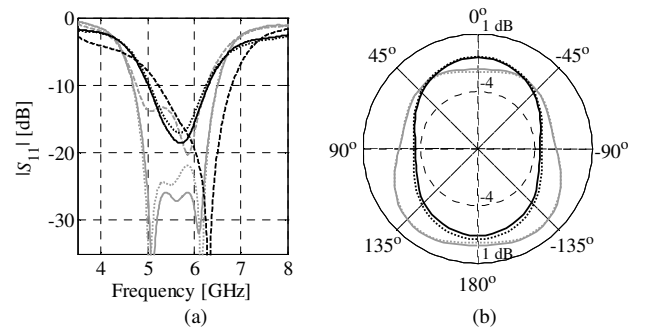 0
-10
-20
-30
|S11| [dB]
4 5 6 7 8
Frequency [GHz]
(a)
0º
1 dB
45º
-45º
-4
90º
-90º
-4
135º
-135º
1 dB
180º
(b)